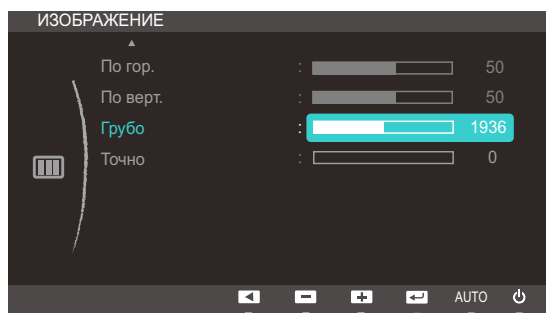 ИЗОБРАЖЕНИЕ
По гор. : 50
По верт. : 50
Грубо : 1936
Точно : 0
AUTO